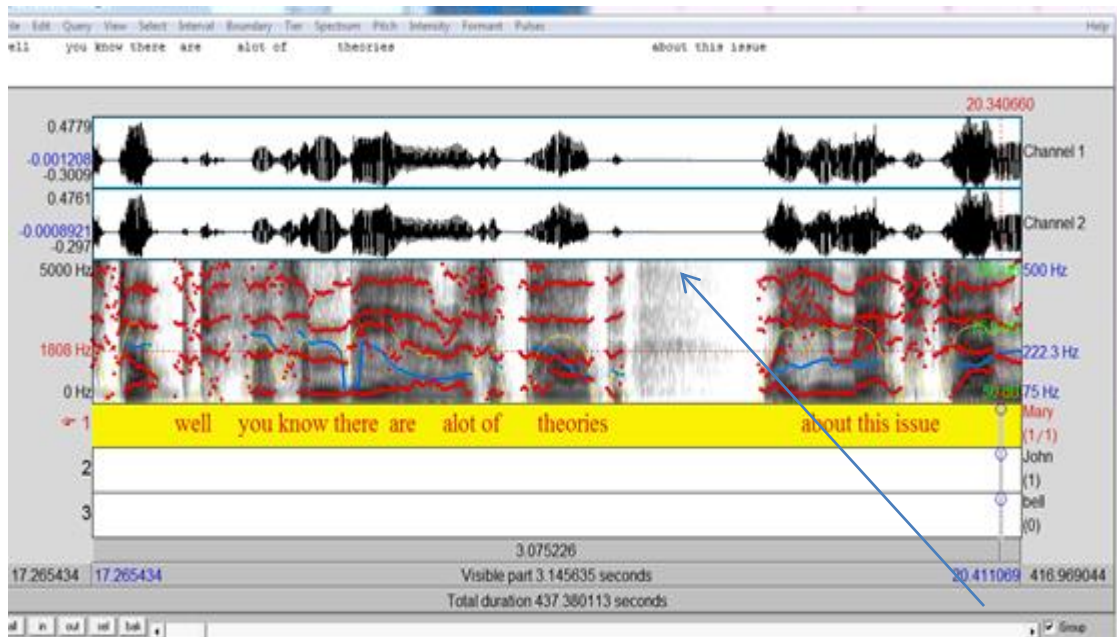 Edit Query View Select Interval Boundary Tier Spectrum Pitch Intensity Formant Pulses Help
ell you know there are alot of theories about this issue
20.340660
0.4779
-0.001208
-0.3009
Channel 1
0.4761
-0.0008921
-0.297
Channel 2
5000 Hz 500 Hz
1808 Hz 222.3 Hz
0 Hz 75 Hz
1 well you know there are alot of theories about this issue Mary
(1/1)
2 John
(1)
3 bell
(0)
3.075226
17.265434 17.265434 Visible part 3.145635 seconds 20.411069 416.969044
Total duration 437.380113 seconds
in out sel bak Group